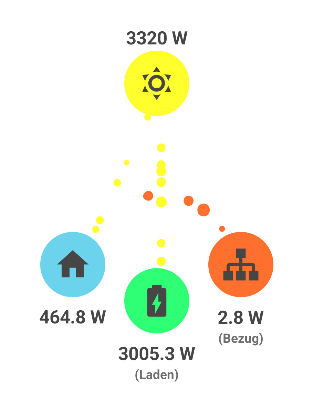 3320 W
464.8 W
3005.3 W
(Laden)
2.8 W
(Bezug)